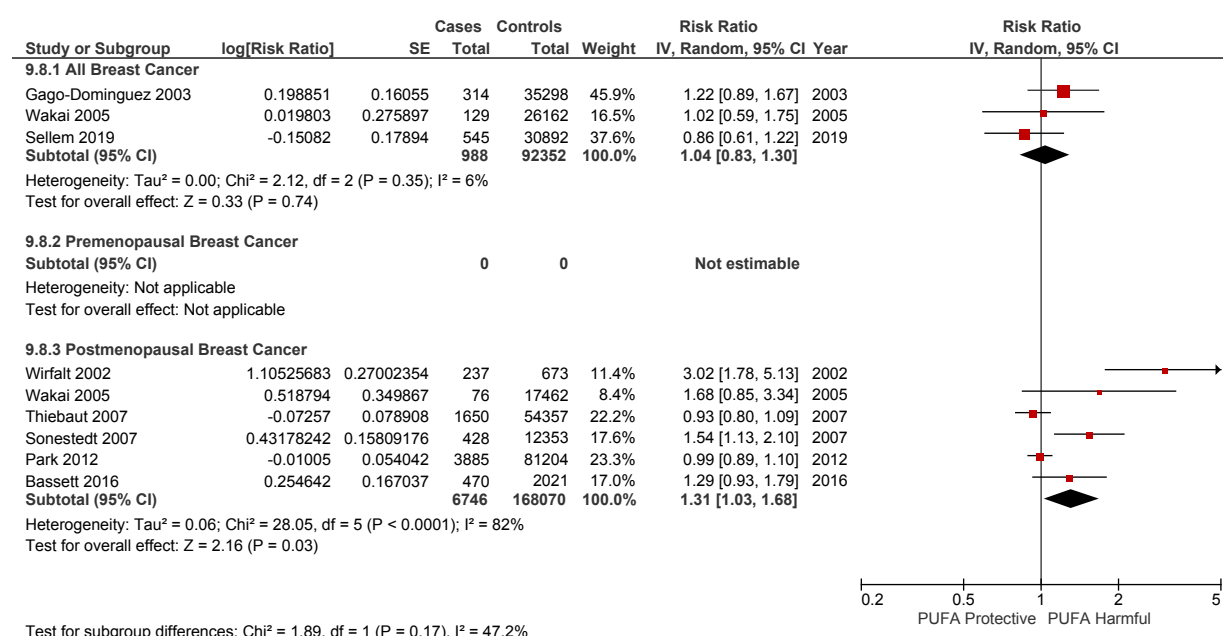 Cases Controls Risk Ratio Risk Ratio
Study or Subgroup log[Risk Ratio] SE Total Total Weight IV, Random, 95% CI Year IV, Random, 95% CI
9.8.1 All Breast Cancer
Gago-Dominguez 2003 0.198851 0.16055 314 35298 45.9% 1.22 [0.89, 1.67] 2003
Wakai 2005 0.019803 0.275897 129 26162 16.5% 1.02 [0.59, 1.75] 2005
Sellem 2019 -0.15082 0.17894 545 30892 37.6% 0.86 [0.61, 1.22] 2019
Subtotal (95% CI) 988 92352 100.0% 1.04 [0.83, 1.30]
Heterogeneity: Tau² = 0.00; Chi² = 2.12, df = 2 (P = 0.35); I² = 6%
Test for overall effect: Z = 0.33 (P = 0.74)
9.8.2 Premenopausal Breast Cancer
Subtotal (95% CI) 0 0 Not estimable
Heterogeneity: Not applicable
Test for overall effect: Not applicable
9.8.3 Postmenopausal Breast Cancer
Wirfalt 2002 1.10525683 0.27002354 237 673 11.4% 3.02 [1.78, 5.13] 2002
Wakai 2005 0.518794 0.349867 76 17462 8.4% 1.68 [0.85, 3.34] 2005
Thiebaut 2007 -0.07257 0.078908 1650 54357 22.2% 0.93 [0.80, 1.09] 2007
Sonestedt 2007 0.43178242 0.15809176 428 12353 17.6% 1.54 [1.13, 2.10] 2007
Park 2012 -0.01005 0.054042 3885 81204 23.3% 0.99 [0.89, 1.10] 2012
Bassett 2016 0.254642 0.167037 470 2021 17.0% 1.29 [0.93, 1.79] 2016
Subtotal (95% CI) 6746 168070 100.0% 1.31 [1.03, 1.68]
Heterogeneity: Tau² = 0.06; Chi² = 28.05, df = 5 (P < 0.0001); I² = 82%
Test for overall effect: Z = 2.16 (P = 0.03)
0.2 0.5 1 2 5
PUFA Protective PUFA Harmful
Test for subgroup differences: Chi² = 1.89, df = 1 (P = 0.17), I² = 47.2%